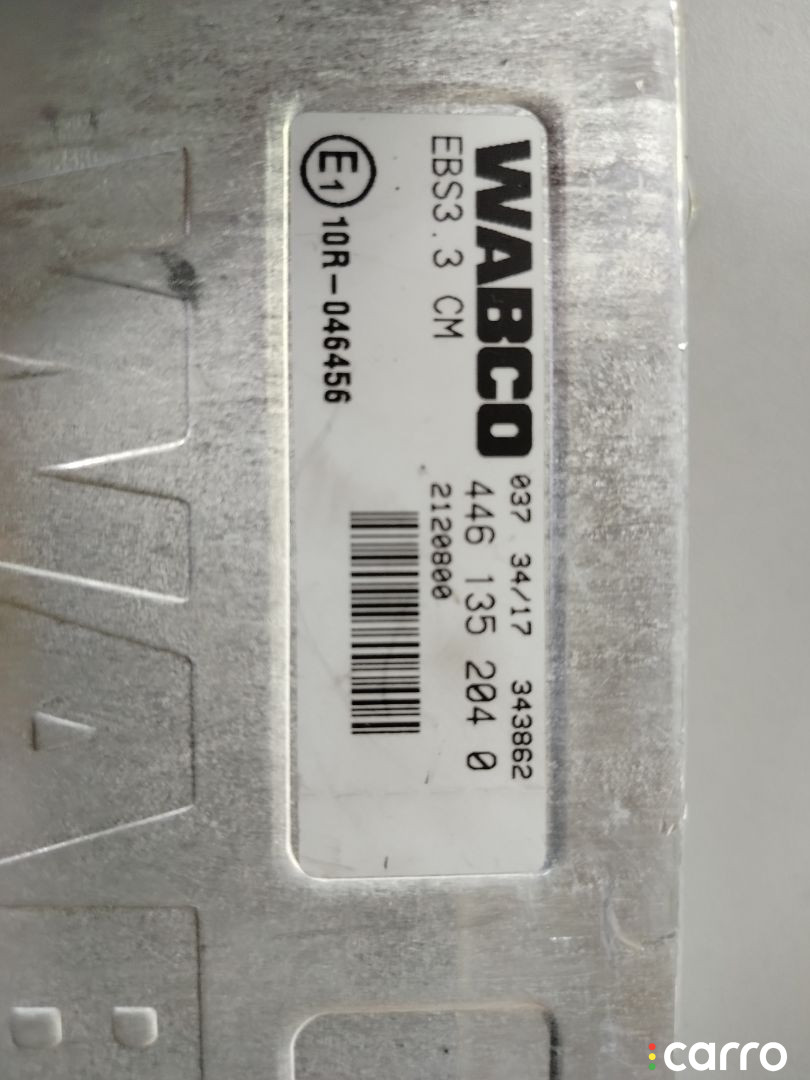 WABCO
037 34/17 343862
EBS3.3 CM
446 135 204 0
2120800
E1 10R-046456
carro